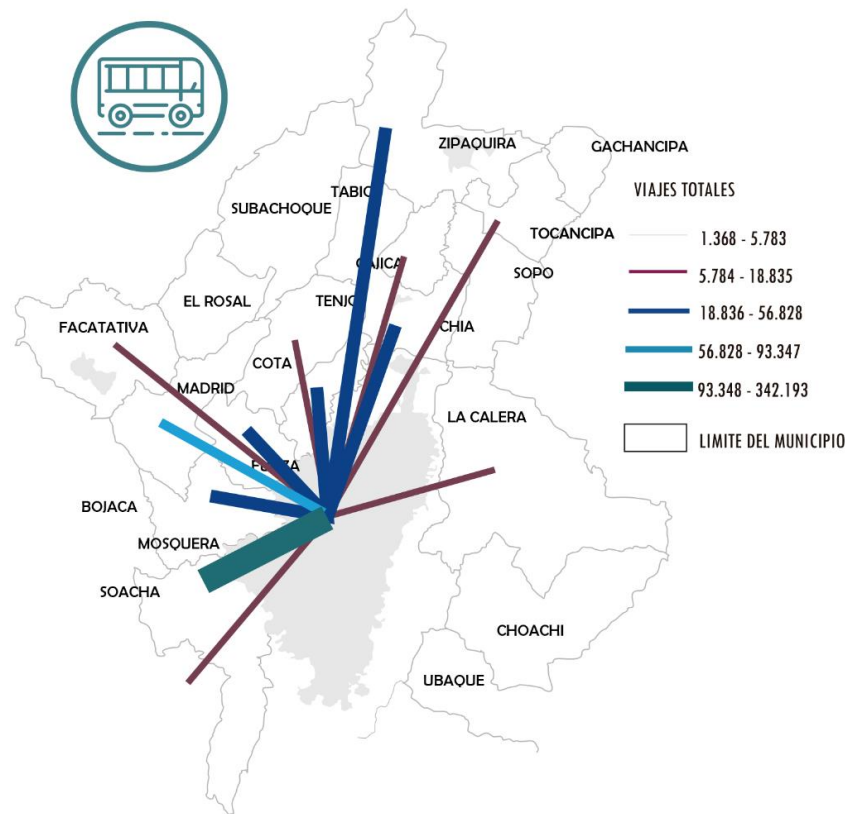 ZIPAQUIRA
GACHANCIPA
VIAJES TOTALES
TABIO
SUBACHOQUE
TOCANCIPA
1.368 - 5.783
CAJICA
SOPO
5.784 - 18.835
EL ROSAL
TENJO
18.836 - 56.828
FACATATIVA
CHIA
56.828 - 93.347
COTA
MADRID
93.348 - 342.193
LA CALERA
LIMITE DEL MUNICIPIO
FUNZA
BOJACA
MOSQUERA
SOACHA
CHOACHI
UBAQUE